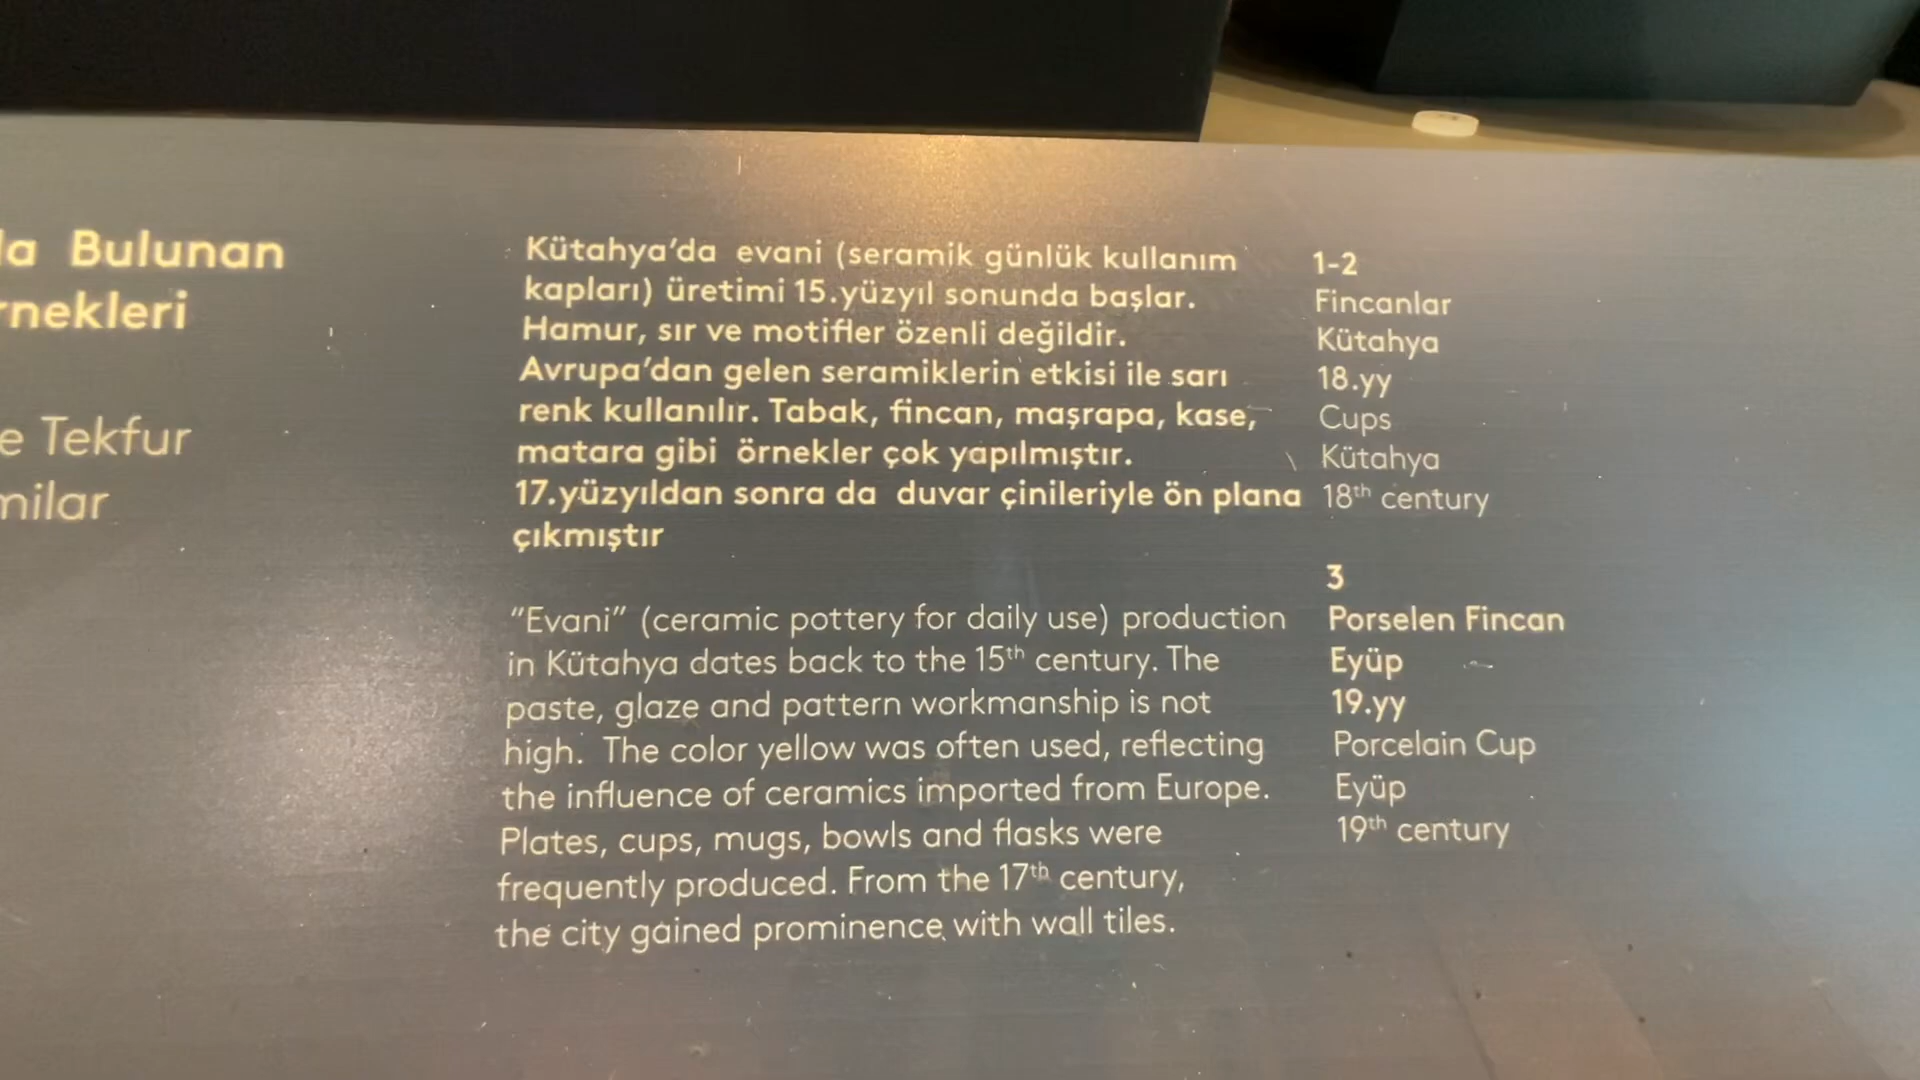 Bulunan
Tekfur
Kütahya’da evani (seramik günlük kullanım
kapları) üretimi 15.yüzyıl sonunda başlar.
Hamur, sır ve motifler özenli değildir.
Avrupa’dan gelen seramiklerin etkisi ile sarı
renk kullanılır. Tabak, fincan, maşrapa, kase,
matara gibi örnekler çok yapılmıştır.
17.yüzyıldan sonra da duvar çinileriyle ön plana
çıkmıştır
“Evani” (ceramic pottery for daily use) production
in Kütahya dates back to the 15th century. The
paste, glaze and pattern workmanship is not
high. The color yellow was often used, reflecting
the influence of ceramics imported from Europe.
Plates, cups, mugs, bowls and flasks were
frequently produced. From the 17th century,
the city gained prominence with wall tiles.
1-2
Fincanlar
Kütahya
18.yy
Cups
Kütahya
18th century
3
Porselen Fincan
Eyüp
19.yy
Porcelain Cup
Eyüp
19th century